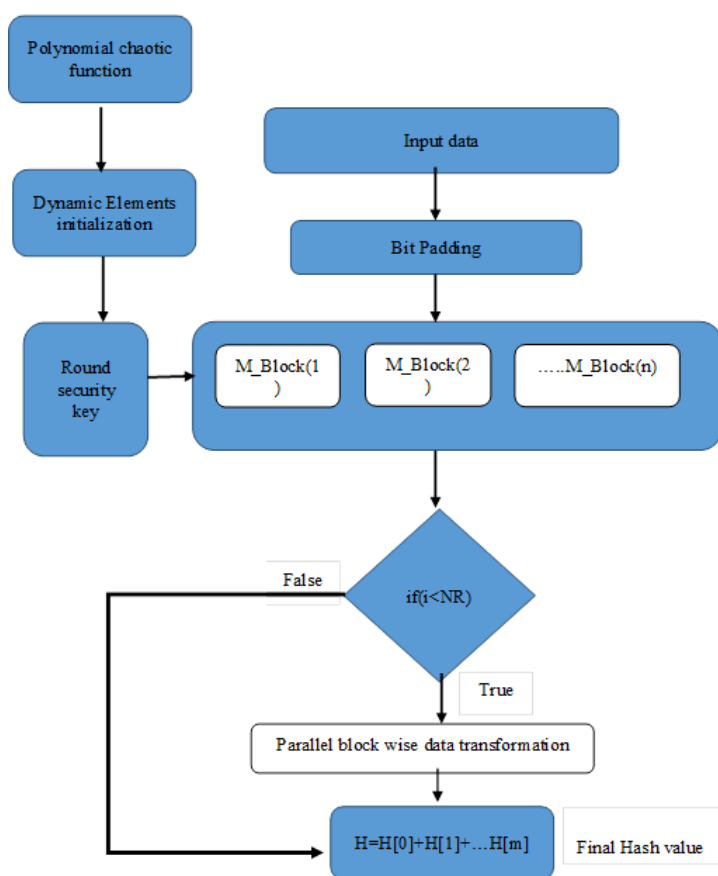 Polynomial chaotic
function
Input data
Dynamic Elements
initialization
Bit Padding
Round
security
key
M_Block(1
)
M_Block(2
)
.....M_Block(n)
False
if(i<NR)
True
Parallel block wise data transformation
H=H[0]+H[1]+...H[m]
Final Hash value